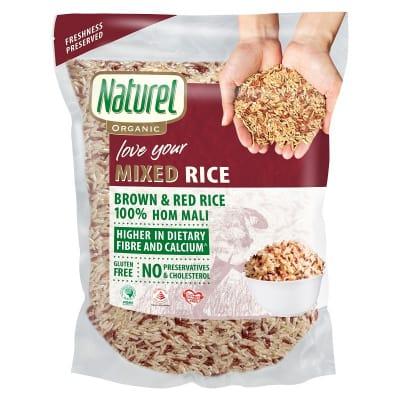 FRESHNESS
PRESERVED
Naturel
ORGANIC
love your
MIXED RICE
BROWN & RED RICE
100% HOM MALI
HIGHER IN DIETARY
FIBRE AND CALCIUM^
GLUTEN
FREE
NO PRESERVATIVES
& CHOLESTEROL